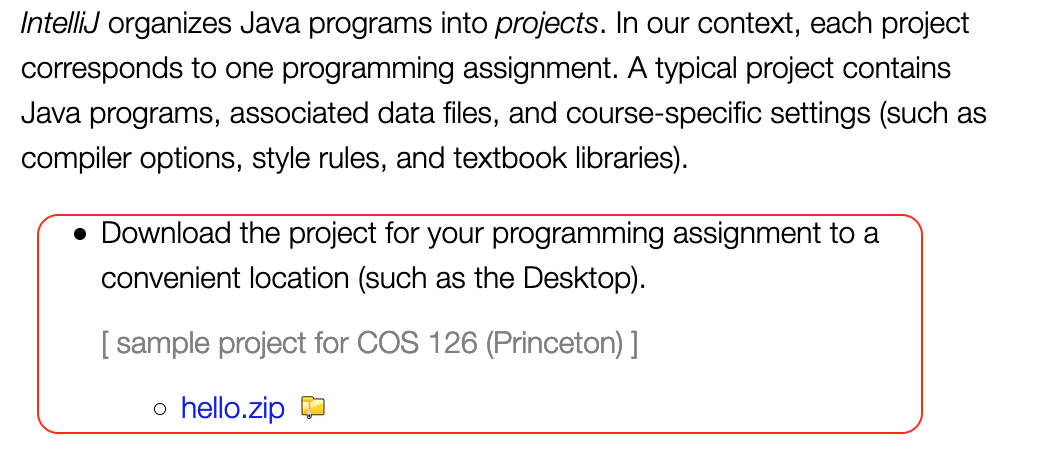 IntelliJ organizes Java programs into projects. In our context, each project
corresponds to one programming assignment. A typical project contains
Java programs, associated data files, and course-specific settings (such as
compiler options, style rules, and textbook libraries).
● Download the project for your programming assignment to a
convenient location (such as the Desktop).
[ sample project for COS 126 (Princeton) ]
○ hello.zip